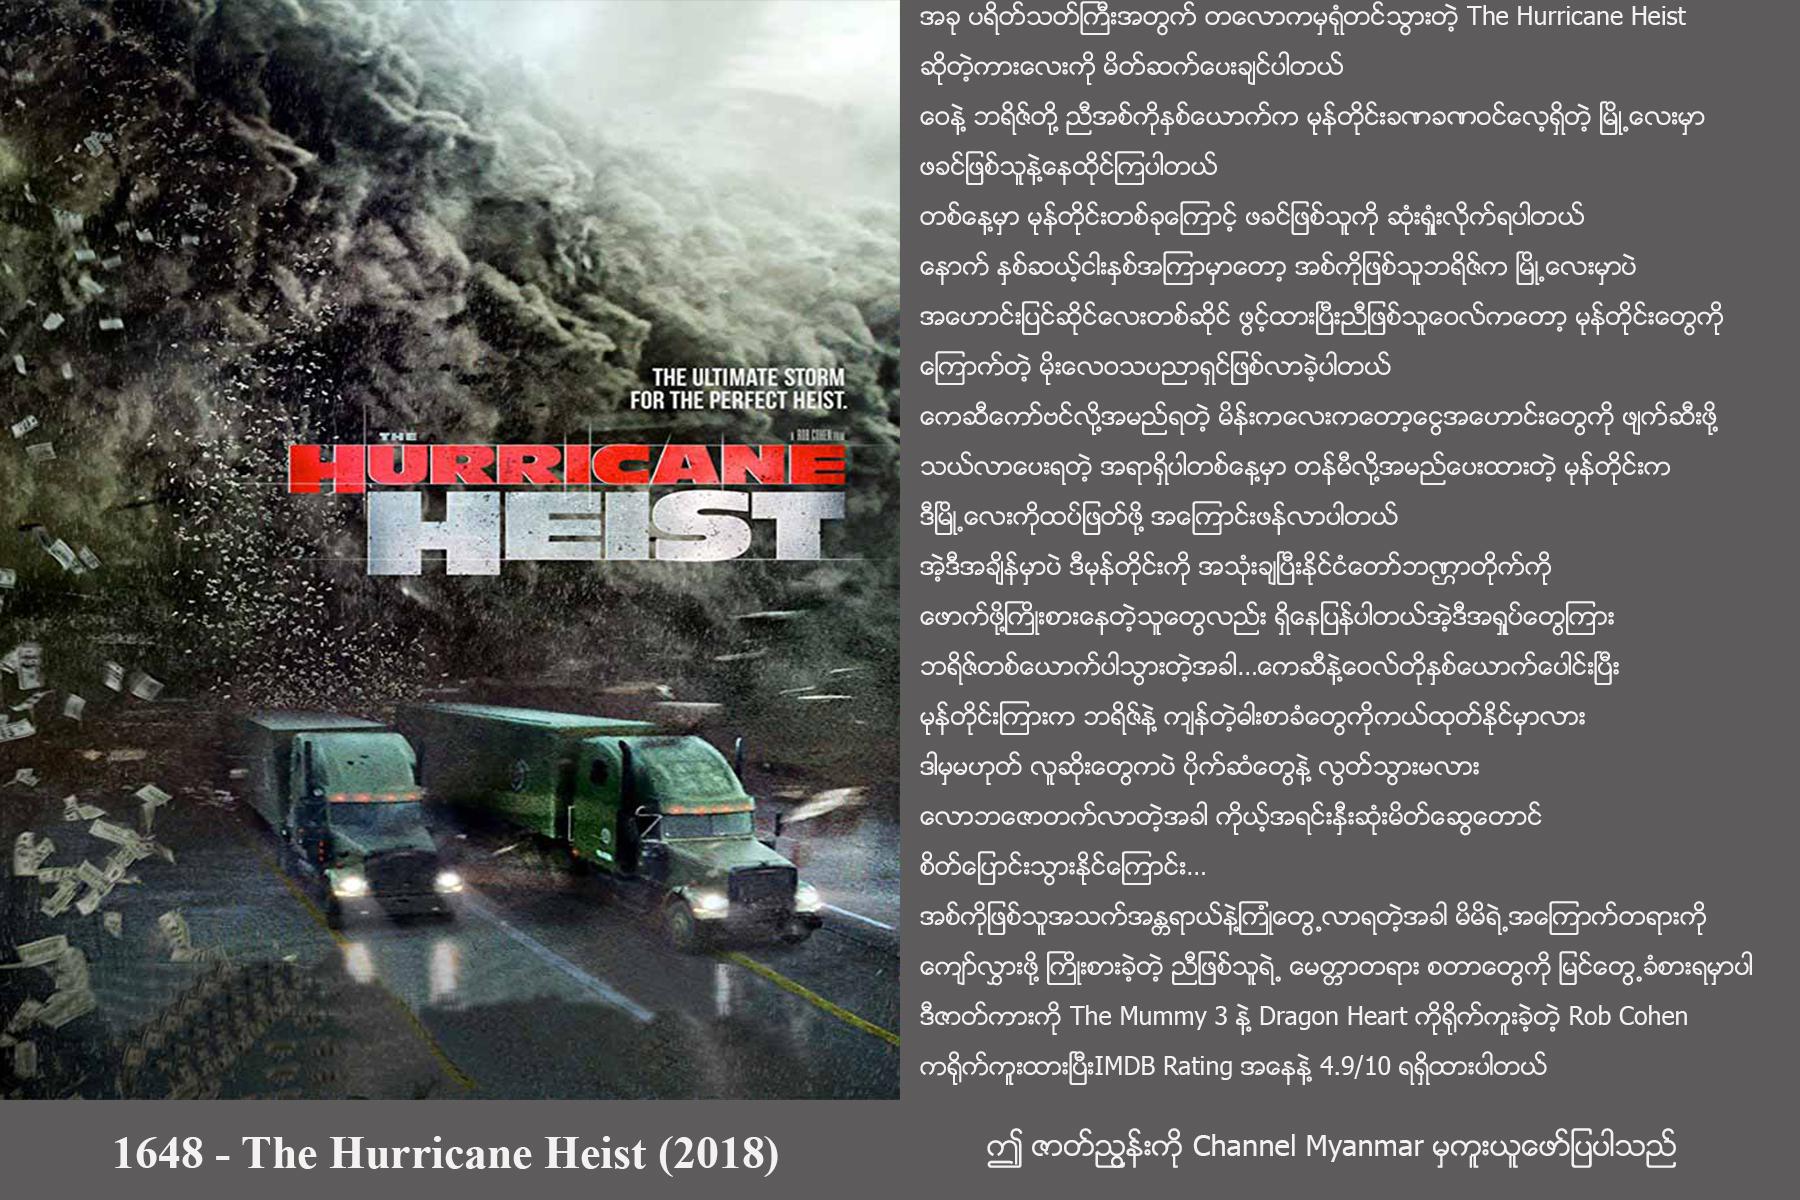 THE ULTIMATE STORM
FOR THE PERFECT HEIST.
A ROB COHEN FILM
THE
HURRICANE
HEIST
အခု ပရိတ်သတ်ကြီးအတွက် တလောကမှရုံတင်သွားတဲ့ The Hurricane Heist
ဆိုတဲ့ကားလေးကို မိတ်ဆက်ပေးချင်ပါတယ်
ဝေနဲ့ ဘရိဇ်တို့ ညီအစ်ကိုနှစ်ယောက်က မုန်တိုင်းခဏခဏဝင်လေ့ရှိတဲ့ မြို့လေးမှာ
ဖခင်ဖြစ်သူနဲ့နေထိုင်ကြပါတယ်
တစ်နေ့မှာ မုန်တိုင်းတစ်ခုကြောင့် ဖခင်ဖြစ်သူကို ဆုံးရှုံးလိုက်ရပါတယ်
နောက် နှစ်ဆယ့်ငါးနှစ်အကြာမှာတော့ အစ်ကိုဖြစ်သူဘရိဇ်က မြို့လေးမှာပဲ
အဟောင်းပြင်ဆိုင်လေးတစ်ဆိုင် ဖွင့်ထားပြီးညီဖြစ်သူဝေလ်ကတော့ မုန်တိုင်းတွေကို
ကြောက်တဲ့ မိုးလေဝသပညာရှင်ဖြစ်လာခဲ့ပါတယ်
ကေဆီကော်ဗင်လို့အမည်ရတဲ့ မိန်းကလေးကတော့ငွေအဟောင်းတွေကို ဖျက်ဆီးဖို့
သယ်လာပေးရတဲ့ အရာရှိပါတစ်နေ့မှာ တန်မီလို့အမည်ပေးထားတဲ့ မုန်တိုင်းက
ဒီမြို့လေးကိုထပ်ဖြတ်ဖို့ အကြောင်းဖန်လာပါတယ်
အဲ့ဒီအချိန်မှာပဲ ဒီမုန်တိုင်းကို အသုံးချပြီးနိုင်ငံတော်ဘဏ္ဍာတိုက်ကို
ဖောက်ဖို့ကြိုးစားနေတဲ့သူတွေလည်း ရှိနေပြန်ပါတယ်အဲ့ဒီအရှုပ်တွေကြား
ဘရိဇ်တစ်ယောက်ပါသွားတဲ့အခါ...ကေဆီနဲ့ဝေလ်တိုနှစ်ယောက်ပေါင်းပြီး
မုန်တိုင်းကြားက ဘရိဇ်နဲ့ ကျန်တဲ့ဓါးစာခံတွေကိုကယ်ထုတ်နိုင်မှာလား
ဒါမှမဟုတ် လူဆိုးတွေကပဲ ပိုက်ဆံတွေနဲ့ လွတ်သွားမလား
လောဘဇောတက်လာတဲ့အခါ ကိုယ့်အရင်းနှီးဆုံးမိတ်ဆွေတောင်
စိတ်ပြောင်းသွားနိုင်ကြောင်း...
အစ်ကိုဖြစ်သူအသက်အန္တရာယ်နဲ့ကြုံတွေ့လာရတဲ့အခါ မိမိရဲ့အကြောက်တရားကို
ကျော်လွှားဖို့ ကြိုးစားခဲ့တဲ့ ညီဖြစ်သူရဲ့ မေတ္တာတရား စတာတွေကို မြင်တွေ့ခံစားရမှာပါ
ဒီဇာတ်ကားကို The Mummy 3 နဲ့ Dragon Heart ကိုရိုက်ကူးခဲ့တဲ့ Rob Cohen
ကရိုက်ကူးထားပြီးIMDB Rating အနေနဲ့ 4.9/10 ရရှိထားပါတယ်
1648 - The Hurricane Heist (2018)
ဤ ဇာတ်ညွှန်းကို Channel Myanmar မှကူးယူဖော်ပြပါသည်